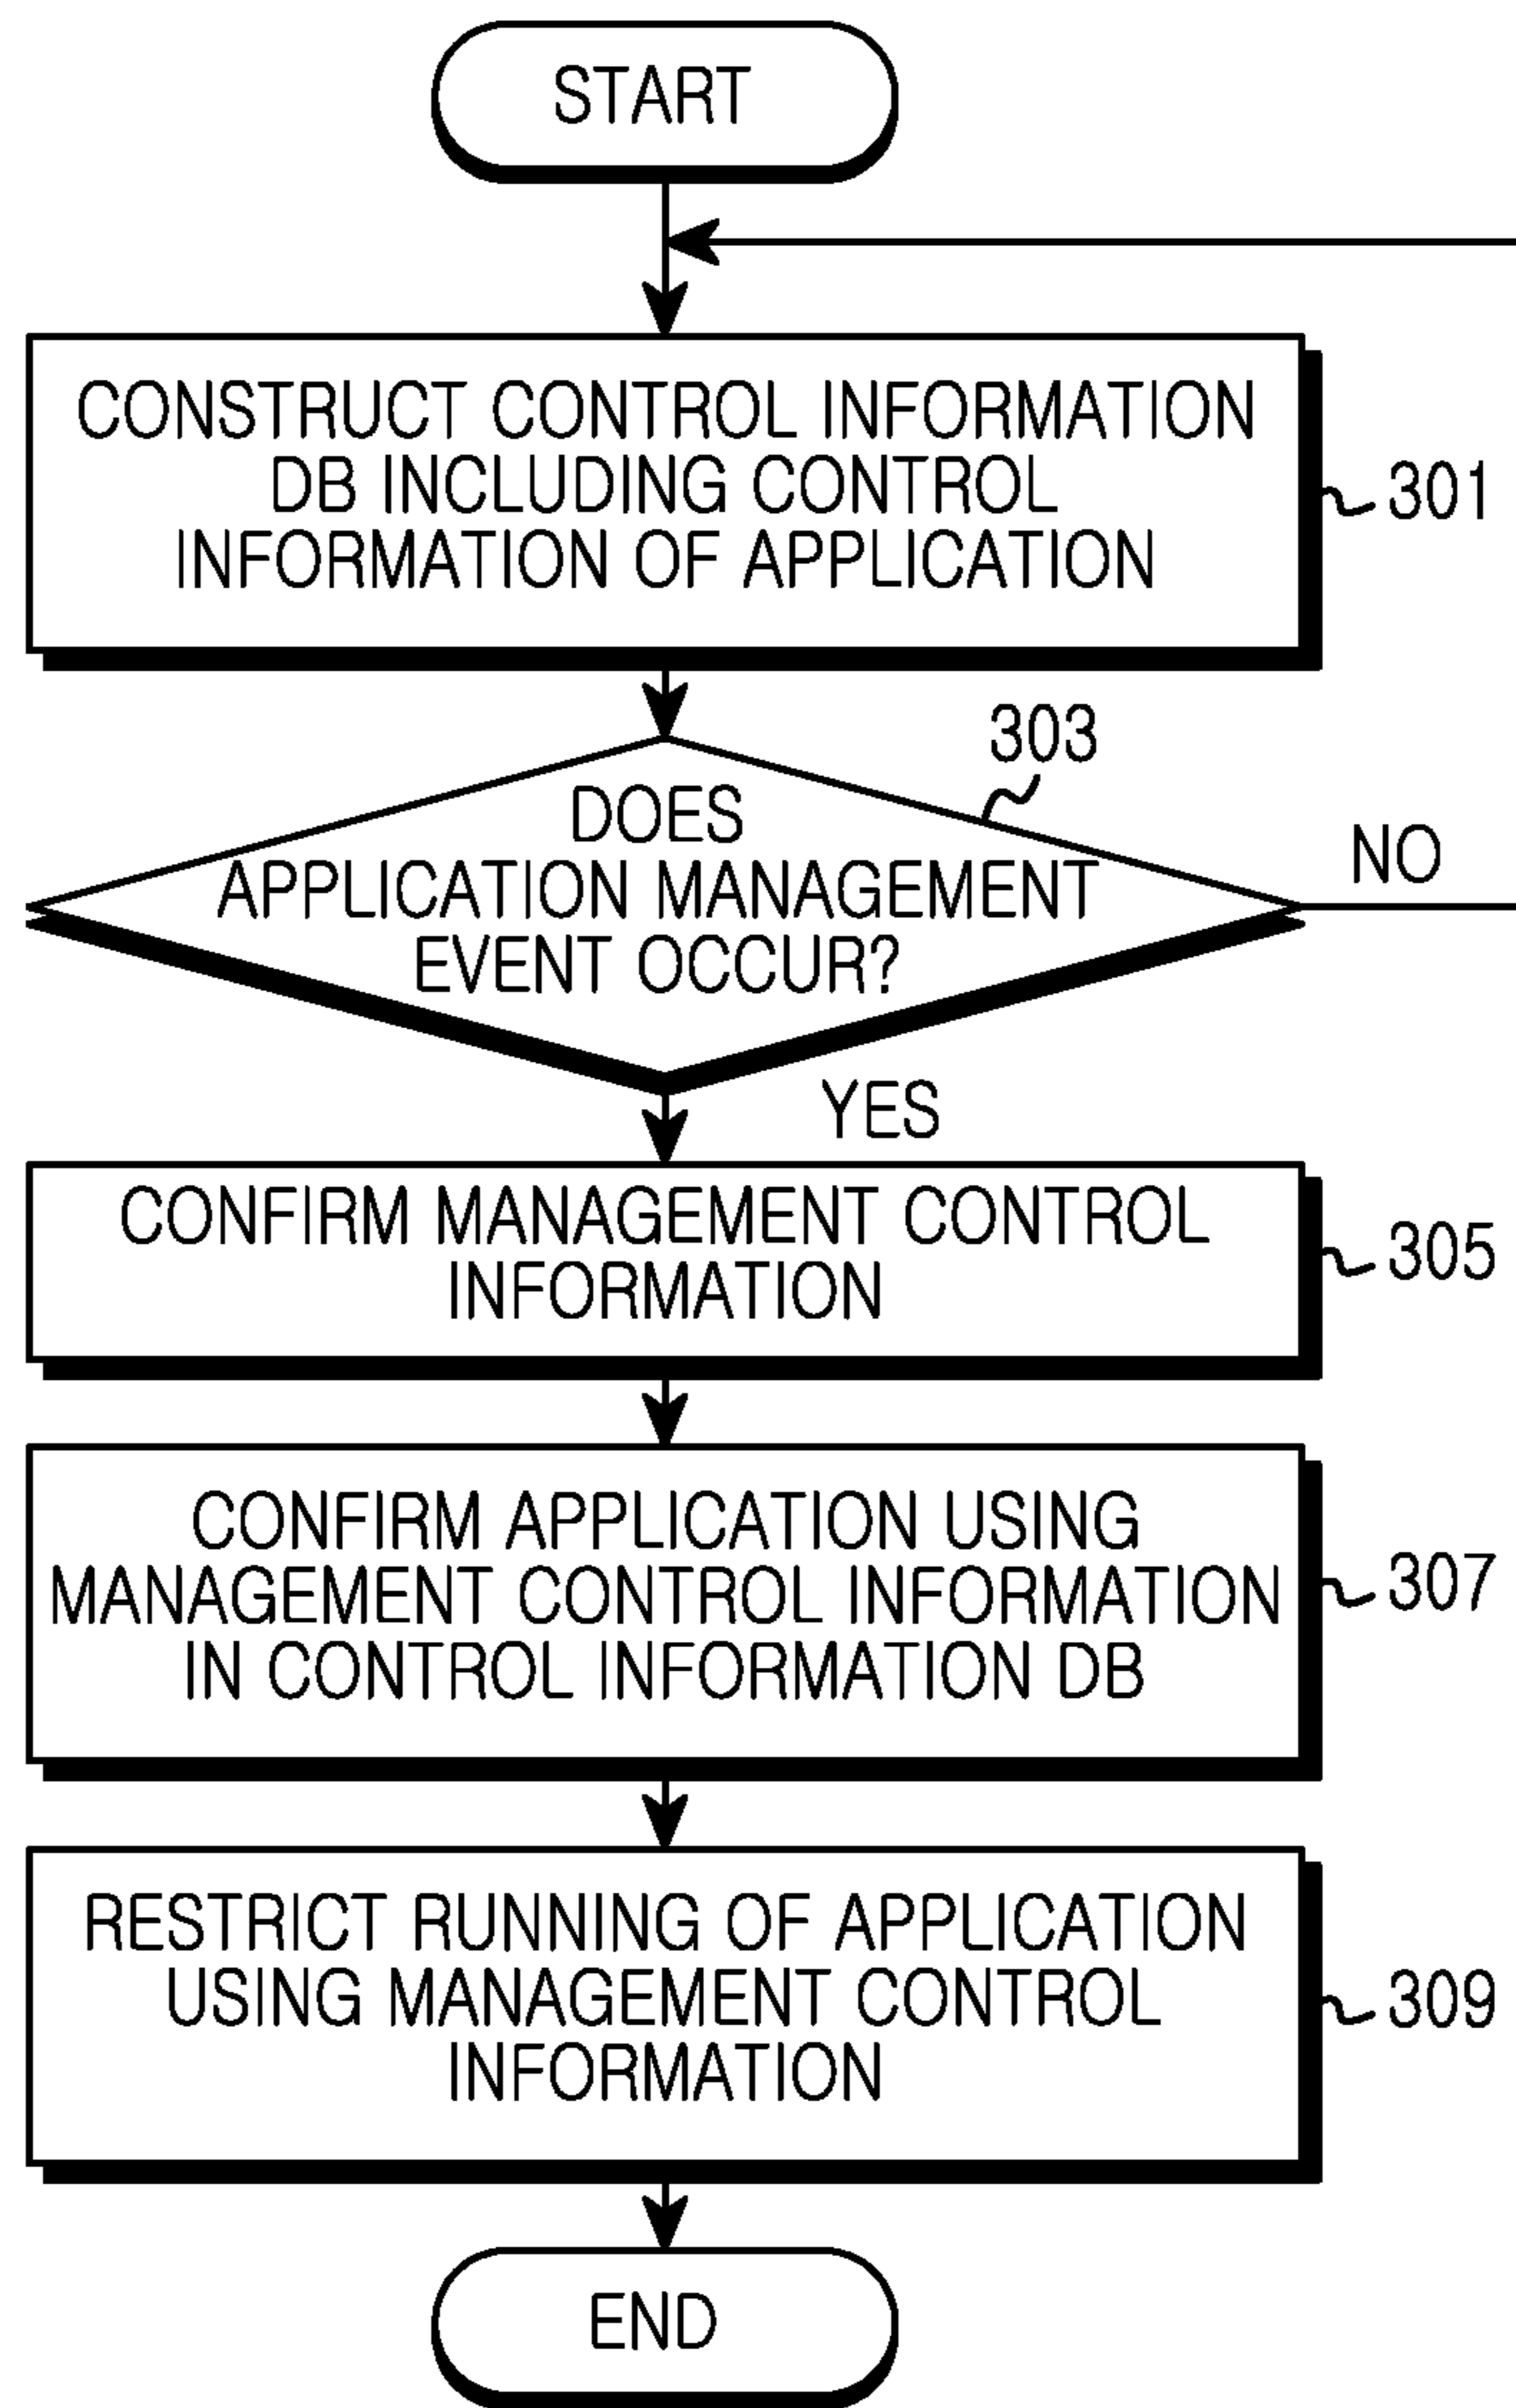 START
CONSTRUCT CONTROL INFORMATION
DB INCLUDING CONTROL
INFORMATION OF APPLICATION
301
303
DOES
APPLICATION MANAGEMENT
EVENT OCCUR?
NO
YES
CONFIRM MANAGEMENT CONTROL
INFORMATION
305
CONFIRM APPLICATION USING
MANAGEMENT CONTROL INFORMATION
IN CONTROL INFORMATION DB
307
RESTRICT RUNNING OF APPLICATION
USING MANAGEMENT CONTROL
INFORMATION
309
END